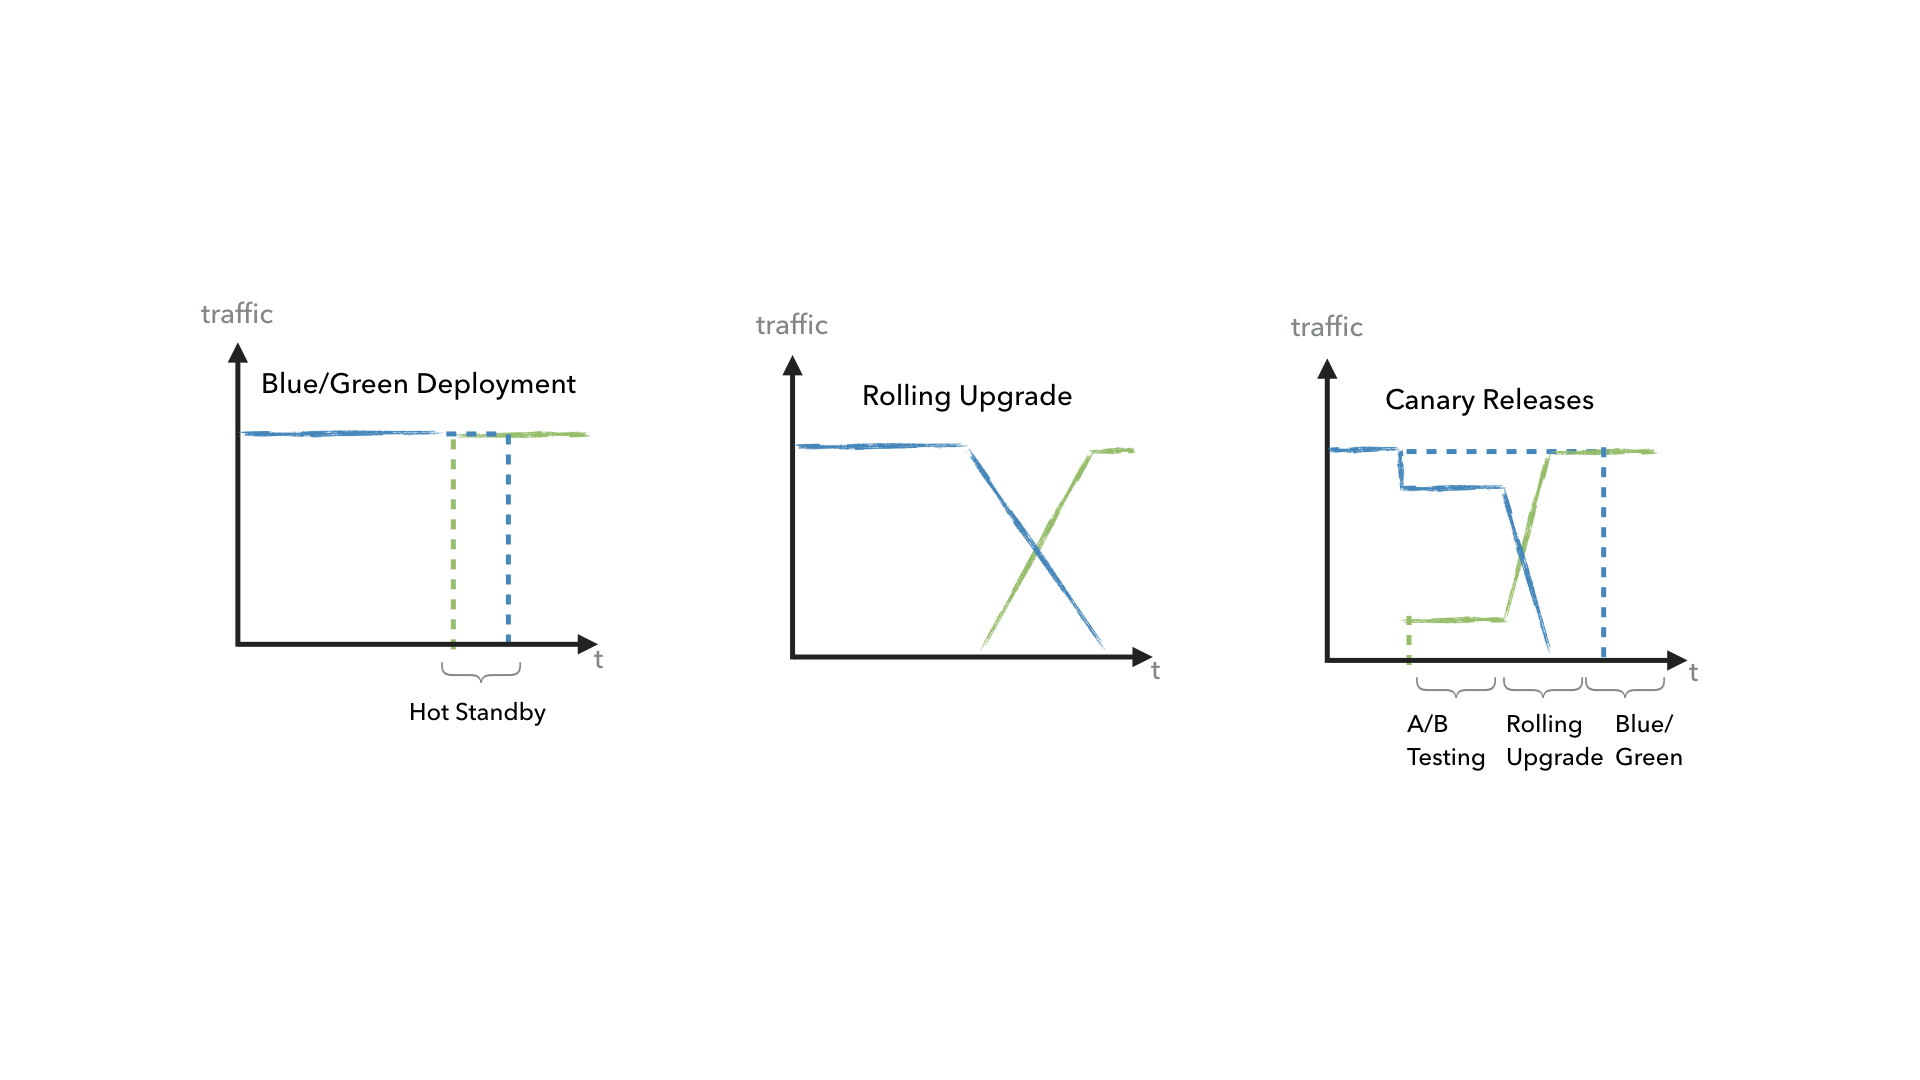 traffic
Blue/Green Deployment
t
Hot Standby
traffic
Rolling Upgrade
t
traffic
Canary Releases
t
A/B
Testing
Rolling
Upgrade
Blue/
Green